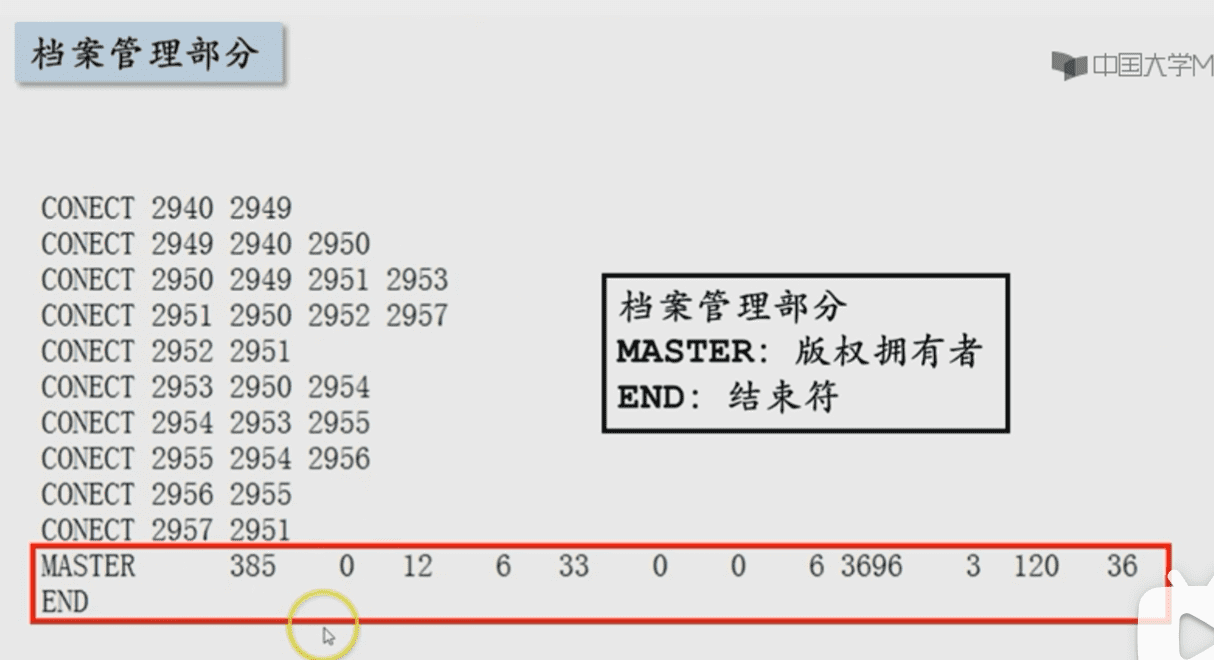 档案管理部分
中国大学M
CONECT 2940 2949
CONECT 2949 2940 2950
CONECT 2950 2949 2951 2953
CONECT 2951 2950 2952 2957
CONECT 2952 2951
CONECT 2953 2950 2954
CONECT 2954 2953 2955
CONECT 2955 2954 2956
CONECT 2956 2955
CONECT 2957 2951
MASTER 385 0 12 6 33 0 0 6 3696 3 120 36
END
档案管理部分
MASTER: 版权拥有者
END: 结束符